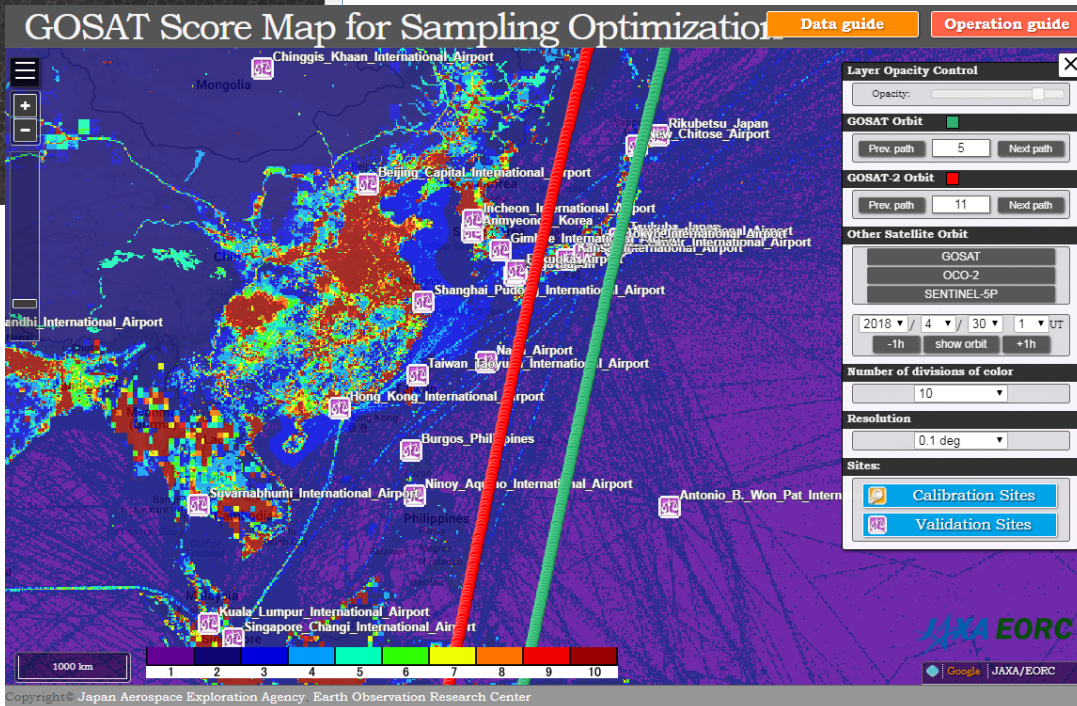 GOSAT Score Map for Sampling Optimization
Data guide
Operation guide
Chinggis_Khaan_International_Airport
Mongolia
Rikubetsu_Japan
New_Chitose_Airport
Beijing_Capital_International_Airport
Incheon_International_Airport
Anmyeondo_Korea
Shanghai_Pudong_International_Airport
andhi_International_Airport
Naha_Airport
Taiwan_Taoyuan_International_Airport
Hong_Kong_International_Airport
Burgos_Philippines
Ninoy_Aquino_International_Airport
Suvarnabhumi_International_Airport
Antonio_B._Won_Pat_Intern
Philippines
Kuala_Lumpur_International_Airport
Singapore_Changi_International_Airport
1000 km
1 2 3 4 5 6 7 8 9 10
Layer Opacity Control
Opacity:
GOSAT Orbit
Prev. path 5 Next path
GOSAT-2 Orbit
Prev. path 11 Next path
Other Satellite Orbit
GOSAT
OCO-2
SENTINEL-5P
2018 / 4 / 30 1 UT
-1h show orbit +1h
Number of divisions of color
10
Resolution
0.1 deg
Sites:
Calibration Sites
Validation Sites
JAXA EORC
Google JAXA/EORC
Copyright© Japan Aerospace Exploration Agency Earth Observation Research Center